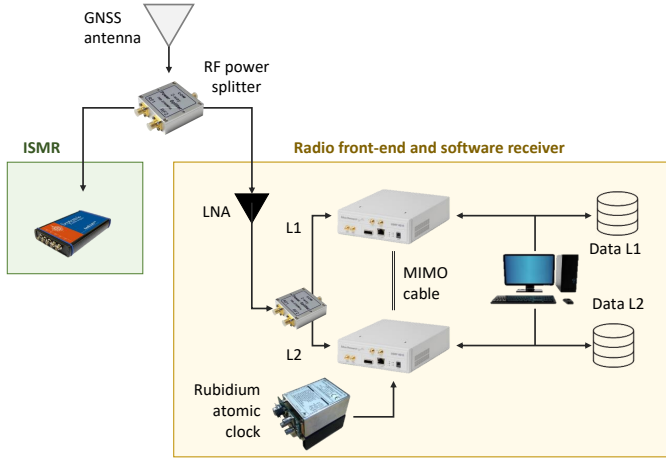 GNSS
antenna
RF power
splitter
ISMR
Radio front-end and software receiver
LNA
L1
MIMO
cable
Data L1
L2
Data L2
Rubidium
atomic
clock